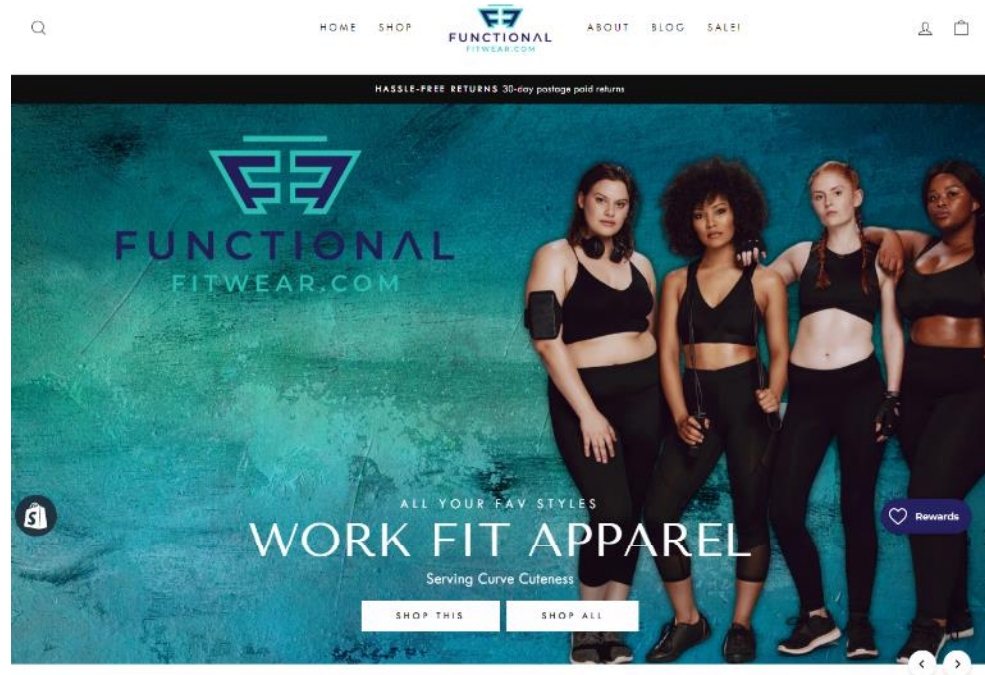 HOME SHOP
FUNCTIONAL
FITWEAR.COM
ABOUT BLOG SALE!
HASSLE-FREE RETURNS 30-day postage paid returns
FUNCTIONAL
FITWEAR.COM
ALL YOUR FAV STYLES
WORK FIT APPAREL
Serving Curve Cuteness
SHOP THIS SHOP ALL
Rewards